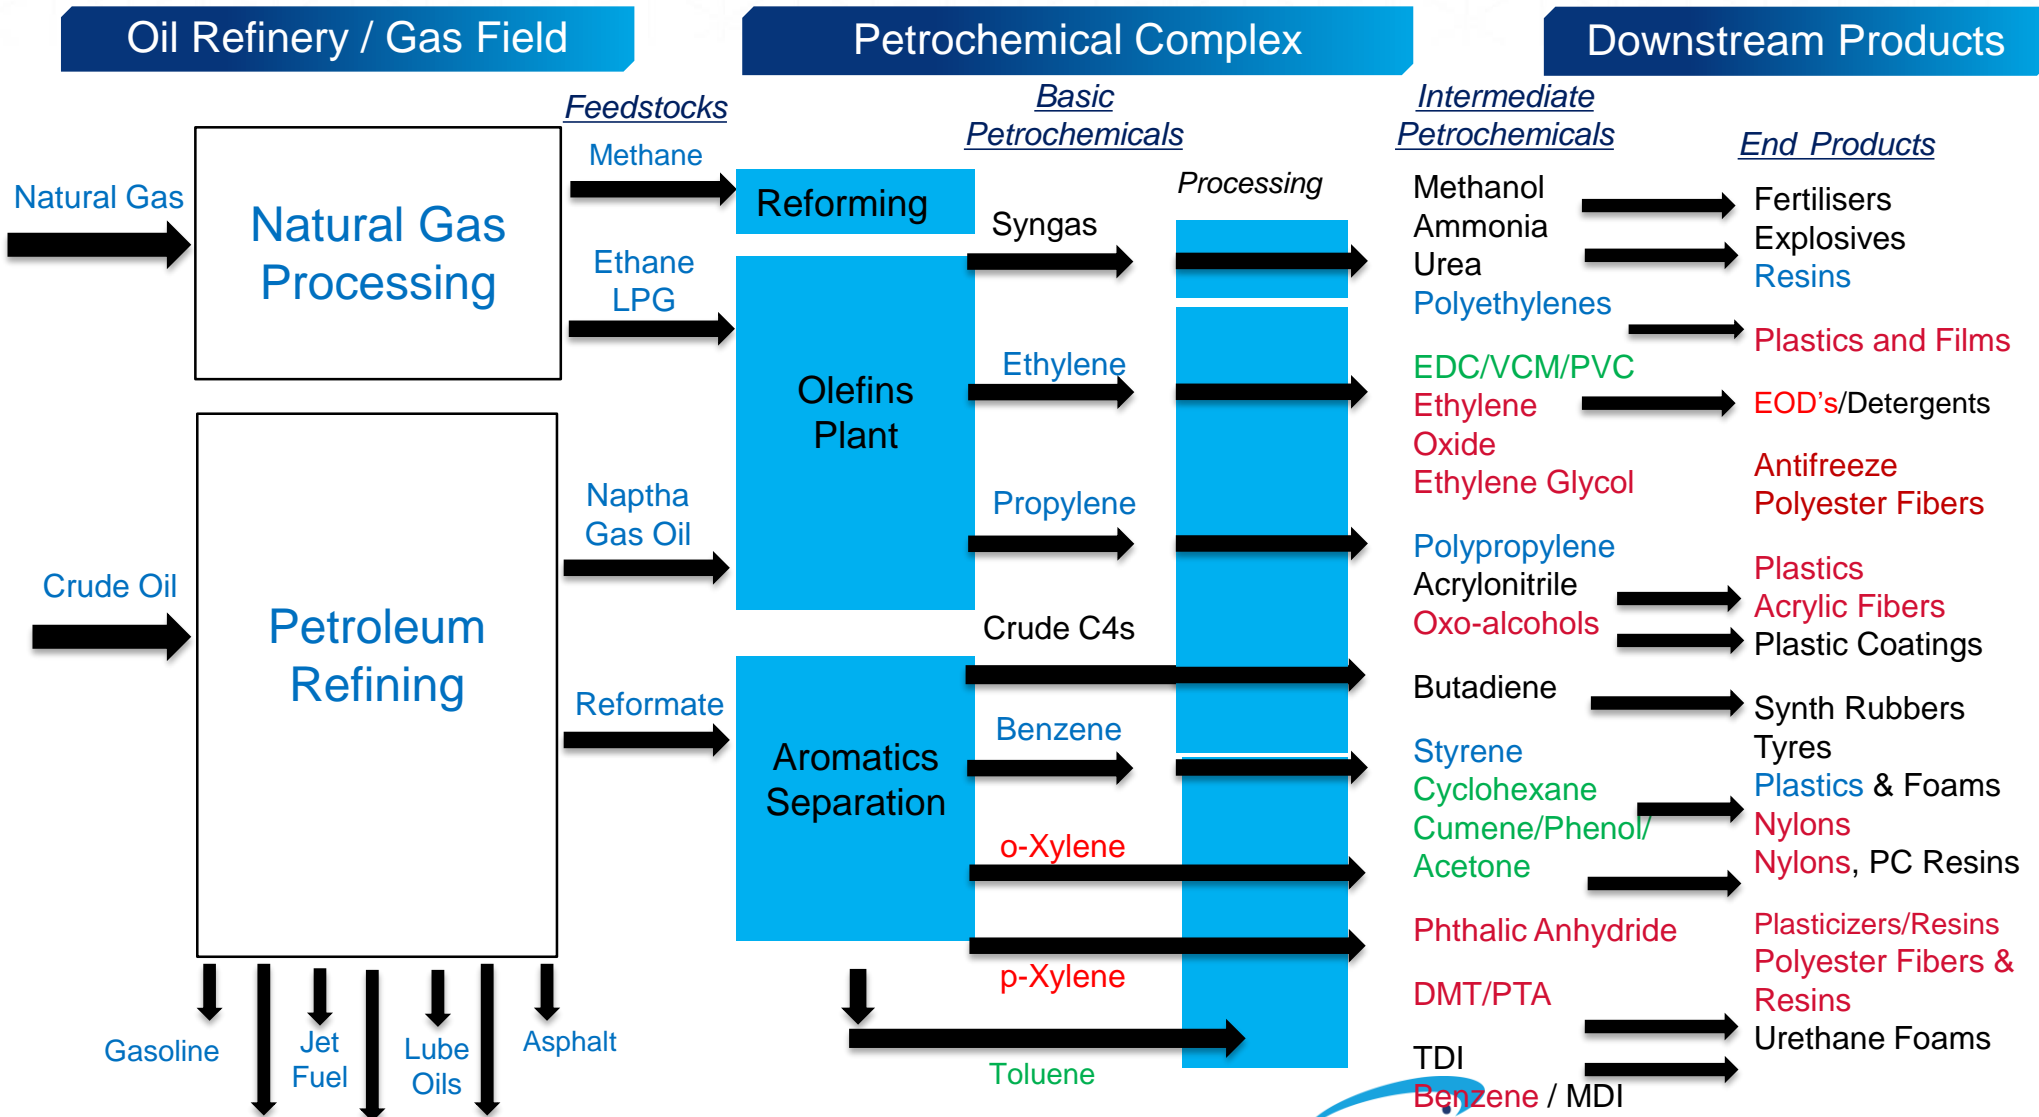 Oil Refinery / Gas Field
Petrochemical Complex
Downstream Products
Feedstocks
Basic
Petrochemicals
Processing
Intermediate
Petrochemicals
End Products
Natural Gas
Natural Gas
Processing
Methane
Ethane
LPG
Crude Oil
Petroleum
Refining
Naptha
Gas Oil
Reformate
Gasoline
Jet
Fuel
Lube
Oils
Asphalt
Reforming
Olefins
Plant
Aromatics
Separation
Syngas
Ethylene
Propylene
Crude C4s
Benzene
o-Xylene
p-Xylene
Toluene
Methanol
Ammonia
Urea
Polyethylenes
EDC/VCM/PVC
Ethylene
Oxide
Ethylene Glycol
Polypropylene
Acrylonitrile
Oxo-alcohols
Butadiene
Styrene
Cyclohexane
Cumene/Phenol/
Acetone
Phthalic Anhydride
DMT/PTA
TDI
Benzene / MDI
Fertilisers
Explosives
Resins
Plastics and Films
EOD's/Detergents
Antifreeze
Polyester Fibers
Plastics
Acrylic Fibers
Plastic Coatings
Synth Rubbers
Tyres
Plastics & Foams
Nylons
Nylons, PC Resins
Plasticizers/Resins
Polyester Fibers &
Resins
Urethane Foams